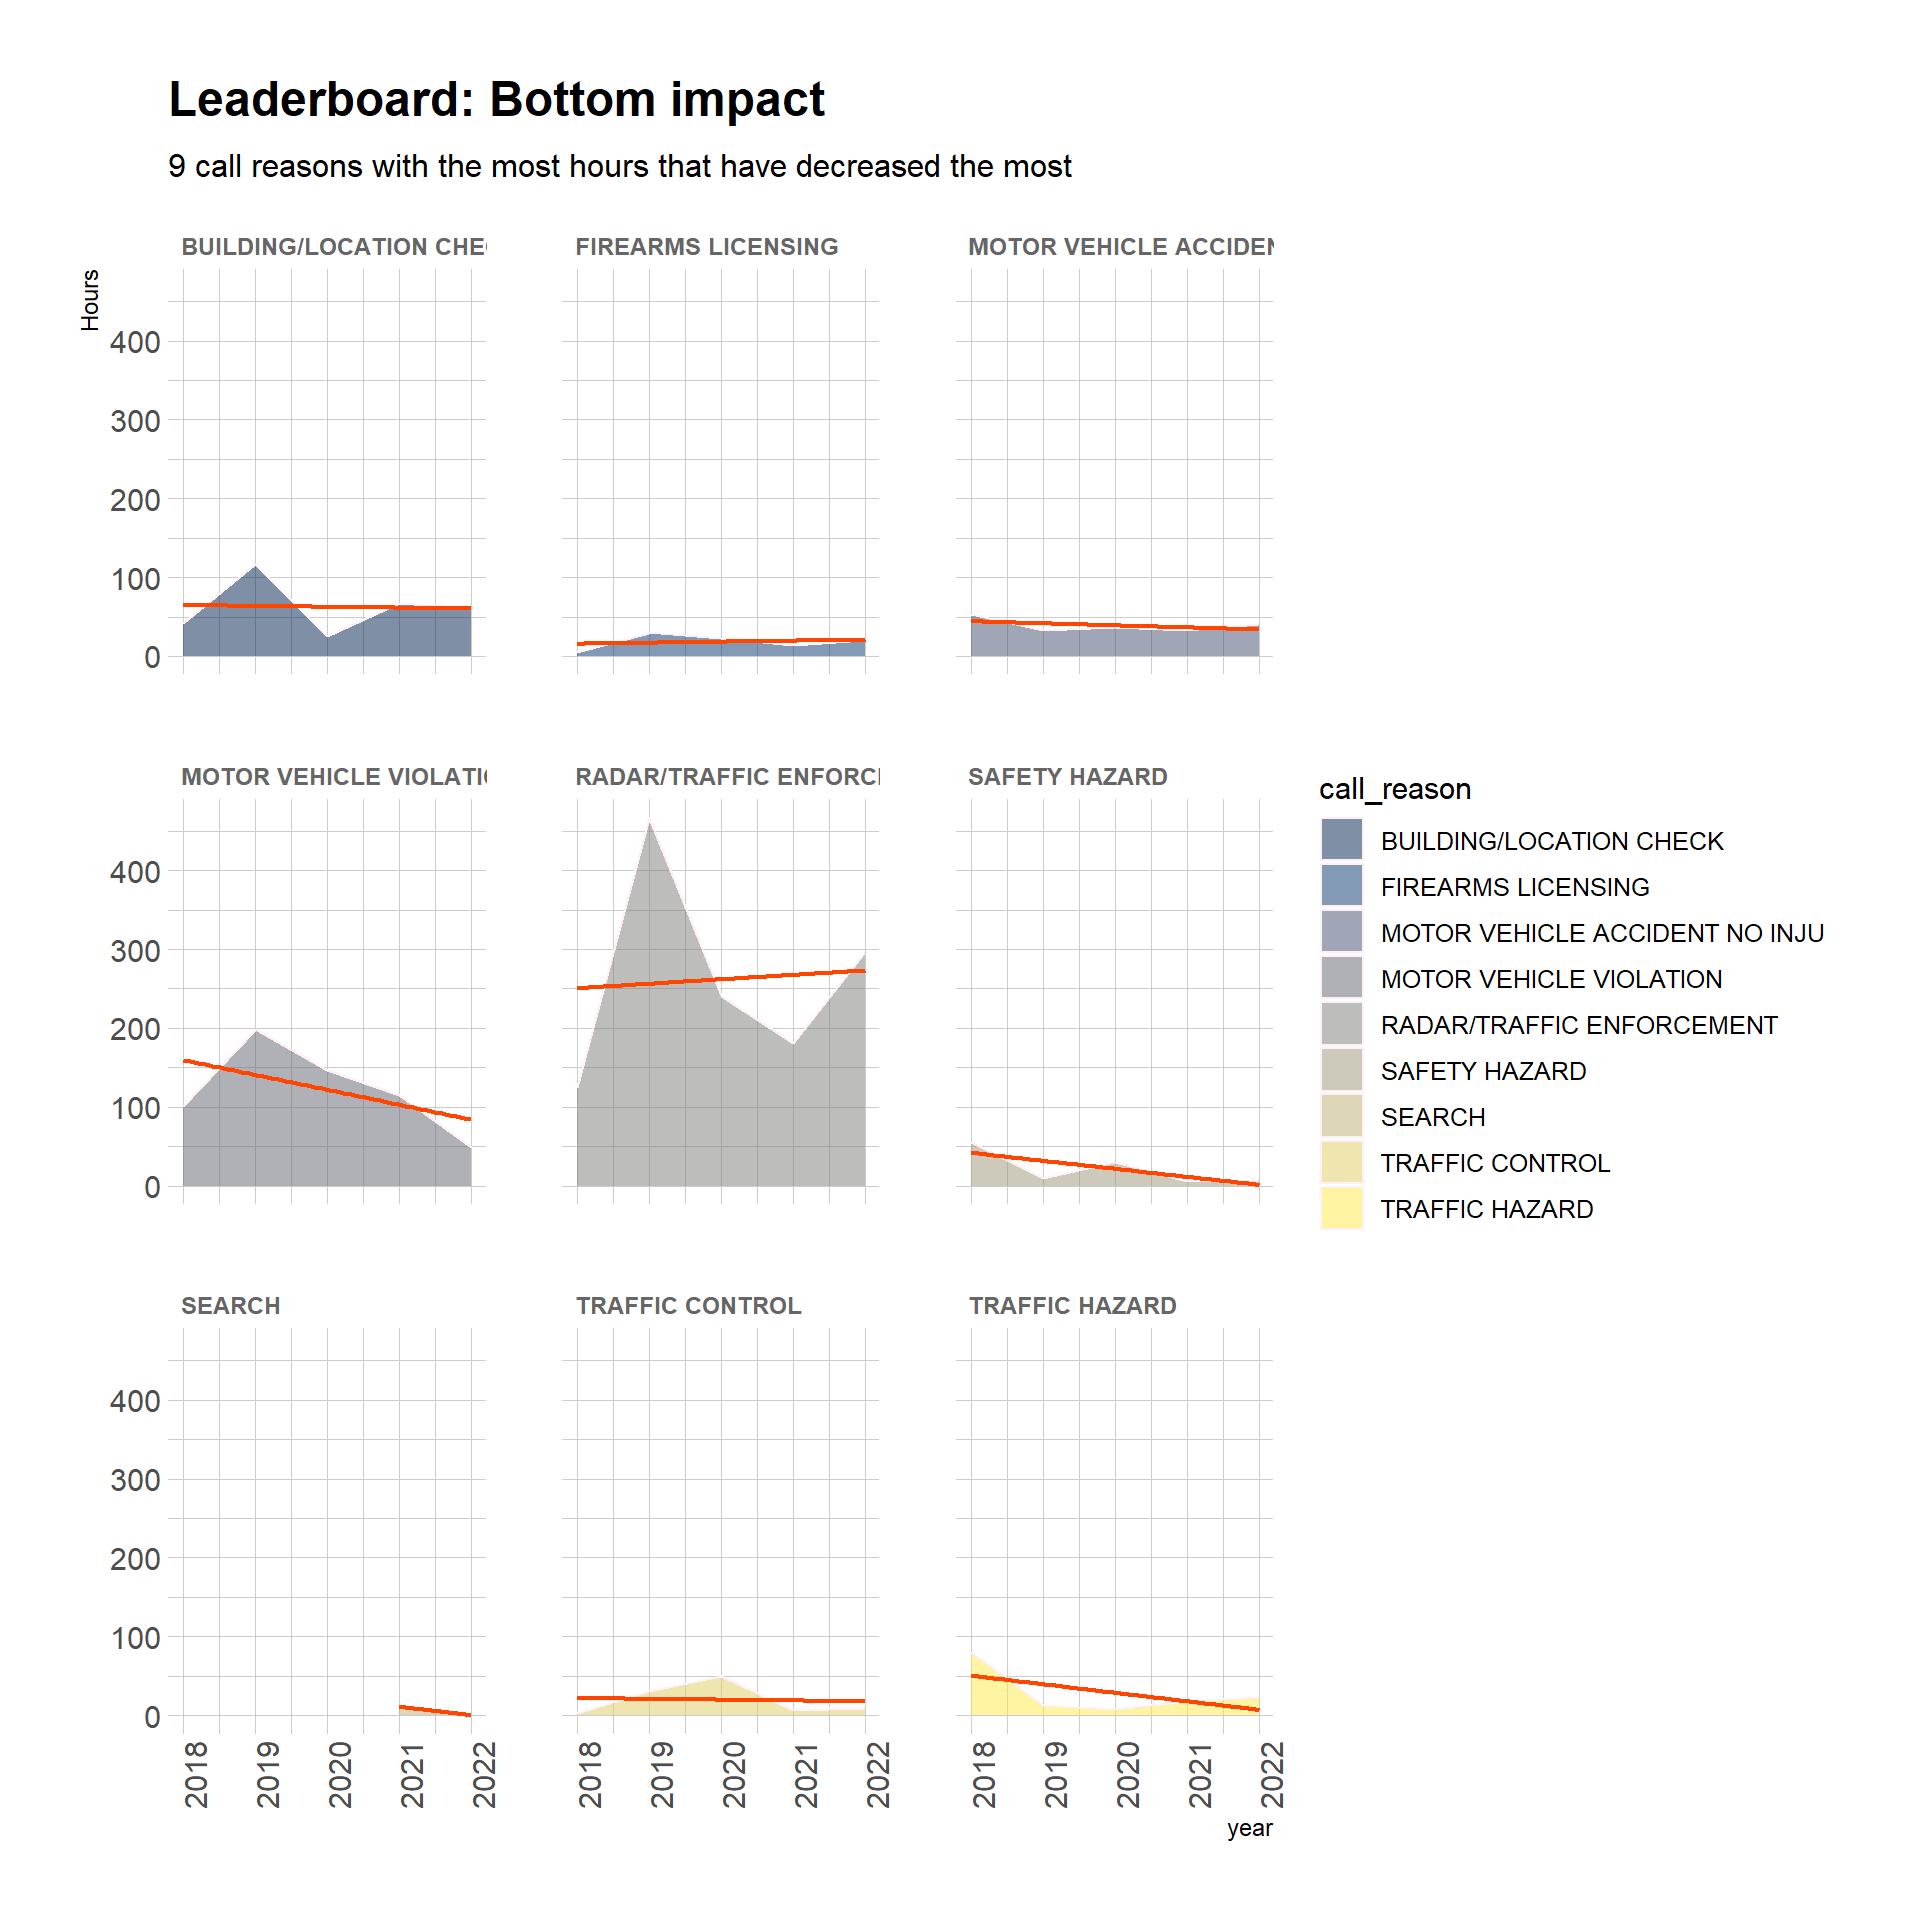 Leaderboard: Bottom impact
9 call reasons with the most hours that have decreased the most
BUILDING/LOCATION CHE
FIREARMS LICENSING
MOTOR VEHICLE ACCIDEN
Hours
400
300
200
100
0
MOTOR VEHICLE VIOLATI
RADAR/TRAFFIC ENFORC
SAFETY HAZARD
400
300
200
100
0
call_reason
BUILDING/LOCATION CHECK
FIREARMS LICENSING
MOTOR VEHICLE ACCIDENT NO INJU
MOTOR VEHICLE VIOLATION
RADAR/TRAFFIC ENFORCEMENT
SAFETY HAZARD
SEARCH
TRAFFIC CONTROL
TRAFFIC HAZARD
SEARCH
TRAFFIC CONTROL
TRAFFIC HAZARD
400
300
200
100
0
2018 2019 2020 2021 2022
2018 2019 2020 2021 2022
2018 2019 2020 2021 2022
year